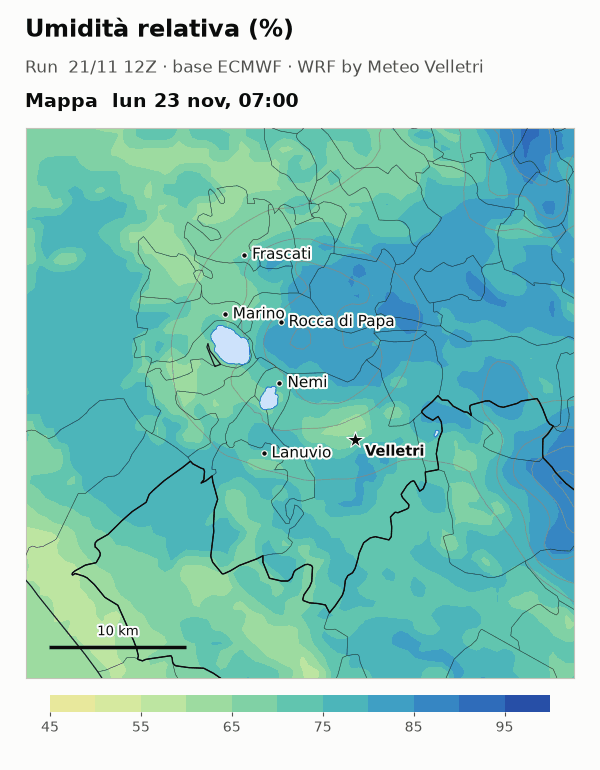 Umidità relativa (%)
Run  21/11 12Z · base ECMWF · WRF by Meteo Velletri
Mappa  lun 23 nov, 07:00
Frascati
Marino
Rocca di Papa
Nemi
Velletri
Lanuvio
10 km
45 55 65 75 85 95